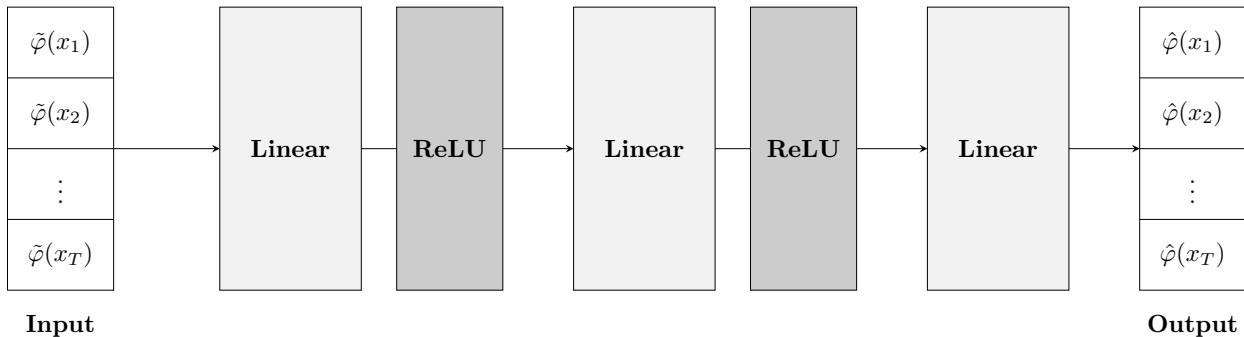 φ̃(x₁)
φ̃(x₂)
⋮
φ̃(x_T)
Input
Linear
ReLU
Linear
ReLU
Linear
φ̂(x₁)
φ̂(x₂)
⋮
φ̂(x_T)
Output